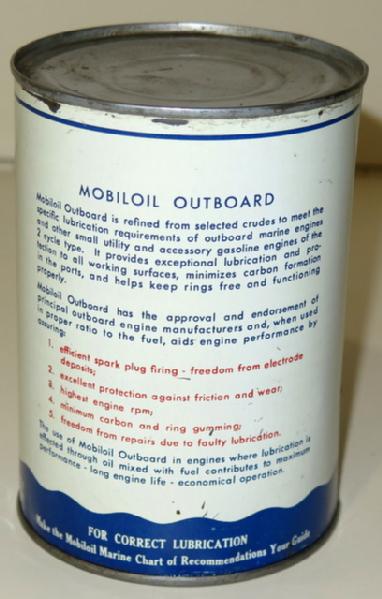 MOBILOIL OUTBOARD
Mobiloil Outboard is refined from selected crudes to meet the
specific lubrication requirements of outboard marine engines
and other small utility and accessory gasoline engines of the
2 cycle type. It provides exceptional lubrication and pro-
tection to all working surfaces, minimizes carbon formation
in the ports, and helps keep rings free and functioning
properly.
Mobiloil Outboard has the approval and endorsement of
principal outboard engine manufacturers and, when used
in proper ratio to the fuel, aids engine performance by
assuring:
1. efficient spark plug firing - freedom from electrode
deposits;
2. excellent protection against friction and wear;
3. highest engine rpm;
4. minimum carbon and ring gumming;
5. freedom from repairs due to faulty lubrication.
The use of Mobiloil Outboard in engines where lubrication is
effected through oil mixed with fuel contributes to maximum
performance - long engine life - economical operation.
FOR CORRECT LUBRICATION
Make the Mobiloil Marine Chart of Recommendations Your Guide